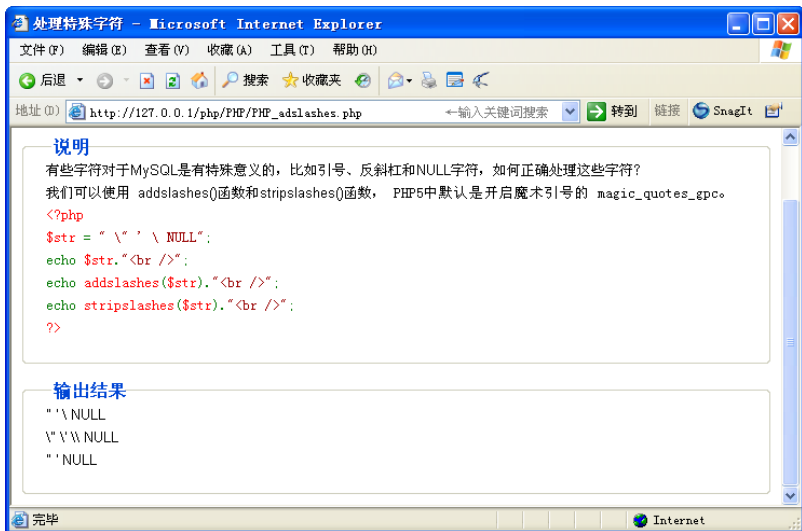 处理特殊字符 - Microsoft Internet Explorer
文件(F) 编辑(E) 查看(V) 收藏(A) 工具(T) 帮助(H)
后退 搜索 收藏夹
地址(D) http://127.0.0.1/php/PHP/PHP_adslashes.php ←输入关键词搜索 转到 链接 SnagIt
说明
有些字符对于MySQL是有特殊意义的，比如引号、反斜杠和NULL字符，如何正确处理这些字符？
我们可以使用 addslashes()函数和stripslashes()函数， PHP5中默认是开启魔术引号的 magic_quotes_gpc。
<?php
$str = " \" ' \ NULL";
echo $str."<br />";
echo addslashes($str)."<br />";
echo stripslashes($str)."<br />";
?>
输出结果
" ' \ NULL
\" \' \\ NULL
" ' NULL
完毕 Internet